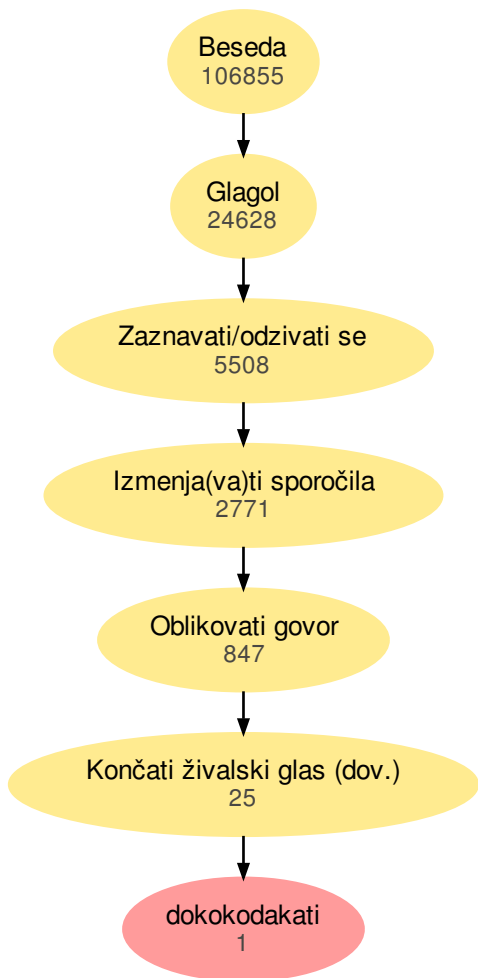 Beseda
106855
Glagol
24628
Zaznavati/odzivati se
5508
Izmenja(va)ti sporočila
2771
Oblikovati govor
847
Končati živalski glas (dov.)
25
dokokodakati
1